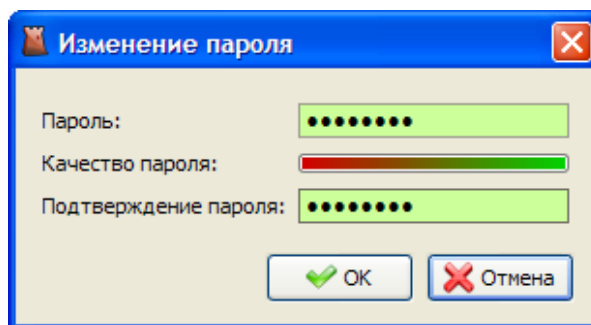 Изменение пароля
Пароль: ••••••••
Качество пароля:
Подтверждение пароля: ••••••••
OK Отмена